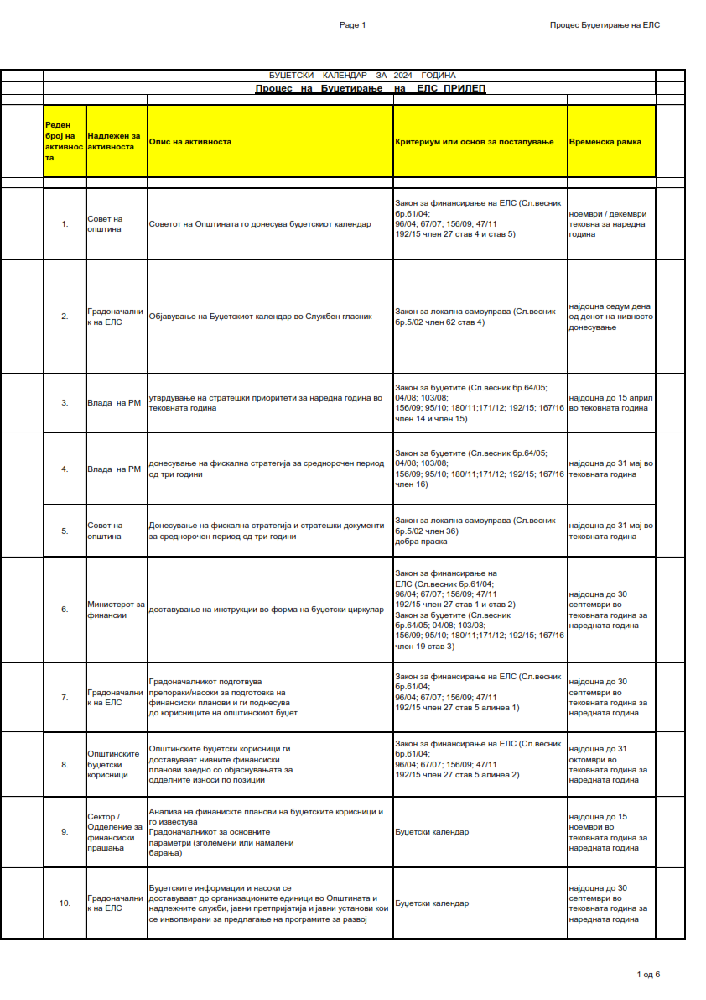 Page 1
Процес Буџетирање на ЕЛС
БУЏЕТСКИ КАЛЕНДАР ЗА 2024 ГОДИНА
Процес на Буџетирање на ЕЛС ПРИЛЕП
Реден
број на
активнос
та
Надлежен за
активноста
Опис на активноста
Критериум или основ за постапување
Временска рамка
1.
Совет на
општина
Советот на Општината го донесува буџетскиот календар
Закон за финансирање на ЕЛС (Сл.весник
бр.61/04;
96/04; 67/07; 156/09; 47/11
192/15 член 27 став 4 и став 5)
ноември / декември
тековна за наредна
година
2.
Градоначални
к на ЕЛС
Објавување на Буџетскиот календар во Службен гласник
Закон за локална самоуправа (Сл.весник
бр.5/02 член 62 став 4)
најдоцна седум дена
од денот на нивносто
донесување
3.
Влада на РМ
утврдување на стратешки приоритети за наредна година во
тековната година
Закон за буџетите (Сл.весник бр.64/05;
04/08; 103/08;
156/09; 95/10; 180/11;171/12; 192/15; 167/16
член 14 и член 15)
најдоцна до 15 април
во тековната година
4.
Влада на РМ
донесување на фискална стратегија за среднорочен период
од три години
Закон за буџетите (Сл.весник бр.64/05;
04/08; 103/08;
156/09; 95/10; 180/11;171/12; 192/15; 167/16
член 16)
најдоцна до 31 мај во
тековната година
5.
Совет на
општина
Донесување на фискална стратегија и стратешки документи
за среднорочен период од три години
Закон за локална самоуправа (Сл.весник
бр.5/02 член 36)
добра праска
најдоцна до 31 мај во
тековната година
6.
Министерот за
финансии
доставување на инструкции во форма на буџетски циркулар
Закон за финансирање на
ЕЛС (Сл.весник бр.61/04;
96/04; 67/07; 156/09; 47/11
192/15 член 27 став 1 и став 2)
Закон за буџетите (Сл.весник
бр.64/05; 04/08; 103/08;
156/09; 95/10; 180/11;171/12; 192/15; 167/16
член 19 став 3)
најдоцна до 30
септември во
тековната година за
наредната година
7.
Градоначални
к на ЕЛС
Градоначалникот подготвува
препораки/насоки за подготовка на
финансиски планови и ги поднесува
до корисниците на општинскиот буџет
Закон за финансирање на ЕЛС (Сл.весник
бр.61/04;
96/04; 67/07; 156/09; 47/11
192/15 член 27 став 5 алинеа 1)
најдоцна до 30
септември во
тековната година за
наредната година
8.
Општинските
буџетски
корисници
Општинските буџетски корисници ги
доставуваат нивните финансиски
планови заедно со објаснувањата за
одделните износи по позиции
Закон за финансирање на ЕЛС (Сл.весник
бр.61/04;
96/04; 67/07; 156/09; 47/11
192/15 член 27 став 5 алинеа 2)
најдоцна до 31
октомври во
тековната година за
наредната година
9.
Сектор /
Одделение за
финансиски
прашања
Анализа на финаниските планови на буџетските корисници и
го известува
Градоначалникот за основните
параметри (зголемени или намалени
барања)
Буџетски календар
најдоцна до 15
ноември во
тековната година за
наредната година
10.
Градоначални
к на ЕЛС
Буџетските информации и насоки се
доставуваат до организационите единици во Општината и
надлежните служби, јавни претпријатија и јавни установи кои
се инволвирани за предлагање на програмите за развој
Буџетски календар
најдоцна до 30
септември во
тековната година за
наредната година
1 од 6